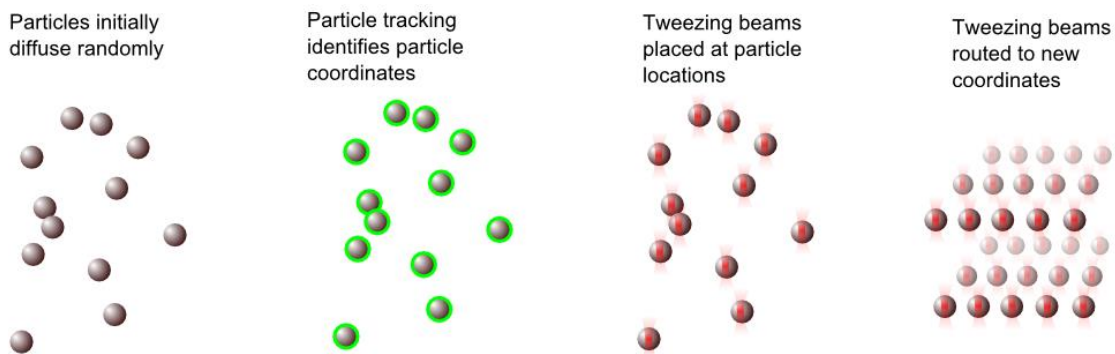 Particles initially
diffuse randomly
Particle tracking
identifies particle
coordinates
Tweezing beams
placed at particle
locations
Tweezing beams
routed to new
coordinates